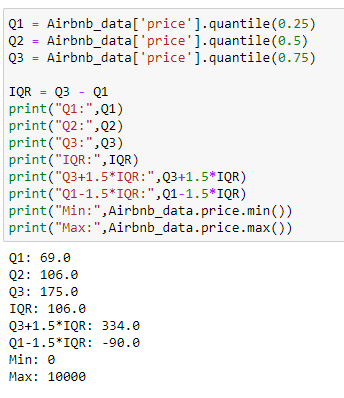 Q1 = Airbnb_data['price'].quantile(0.25)
Q2 = Airbnb_data['price'].quantile(0.5)
Q3 = Airbnb_data['price'].quantile(0.75)
IQR = Q3 - Q1
print("Q1:",Q1)
print("Q2:",Q2)
print("Q3:",Q3)
print("IQR:",IQR)
print("Q3+1.5*IQR:",Q3+1.5*IQR)
print("Q1-1.5*IQR:",Q1-1.5*IQR)
print("Min:",Airbnb_data.price.min())
print("Max:",Airbnb_data.price.max())
Q1: 69.0
Q2: 106.0
Q3: 175.0
IQR: 106.0
Q3+1.5*IQR: 334.0
Q1-1.5*IQR: -90.0
Min: 0
Max: 10000